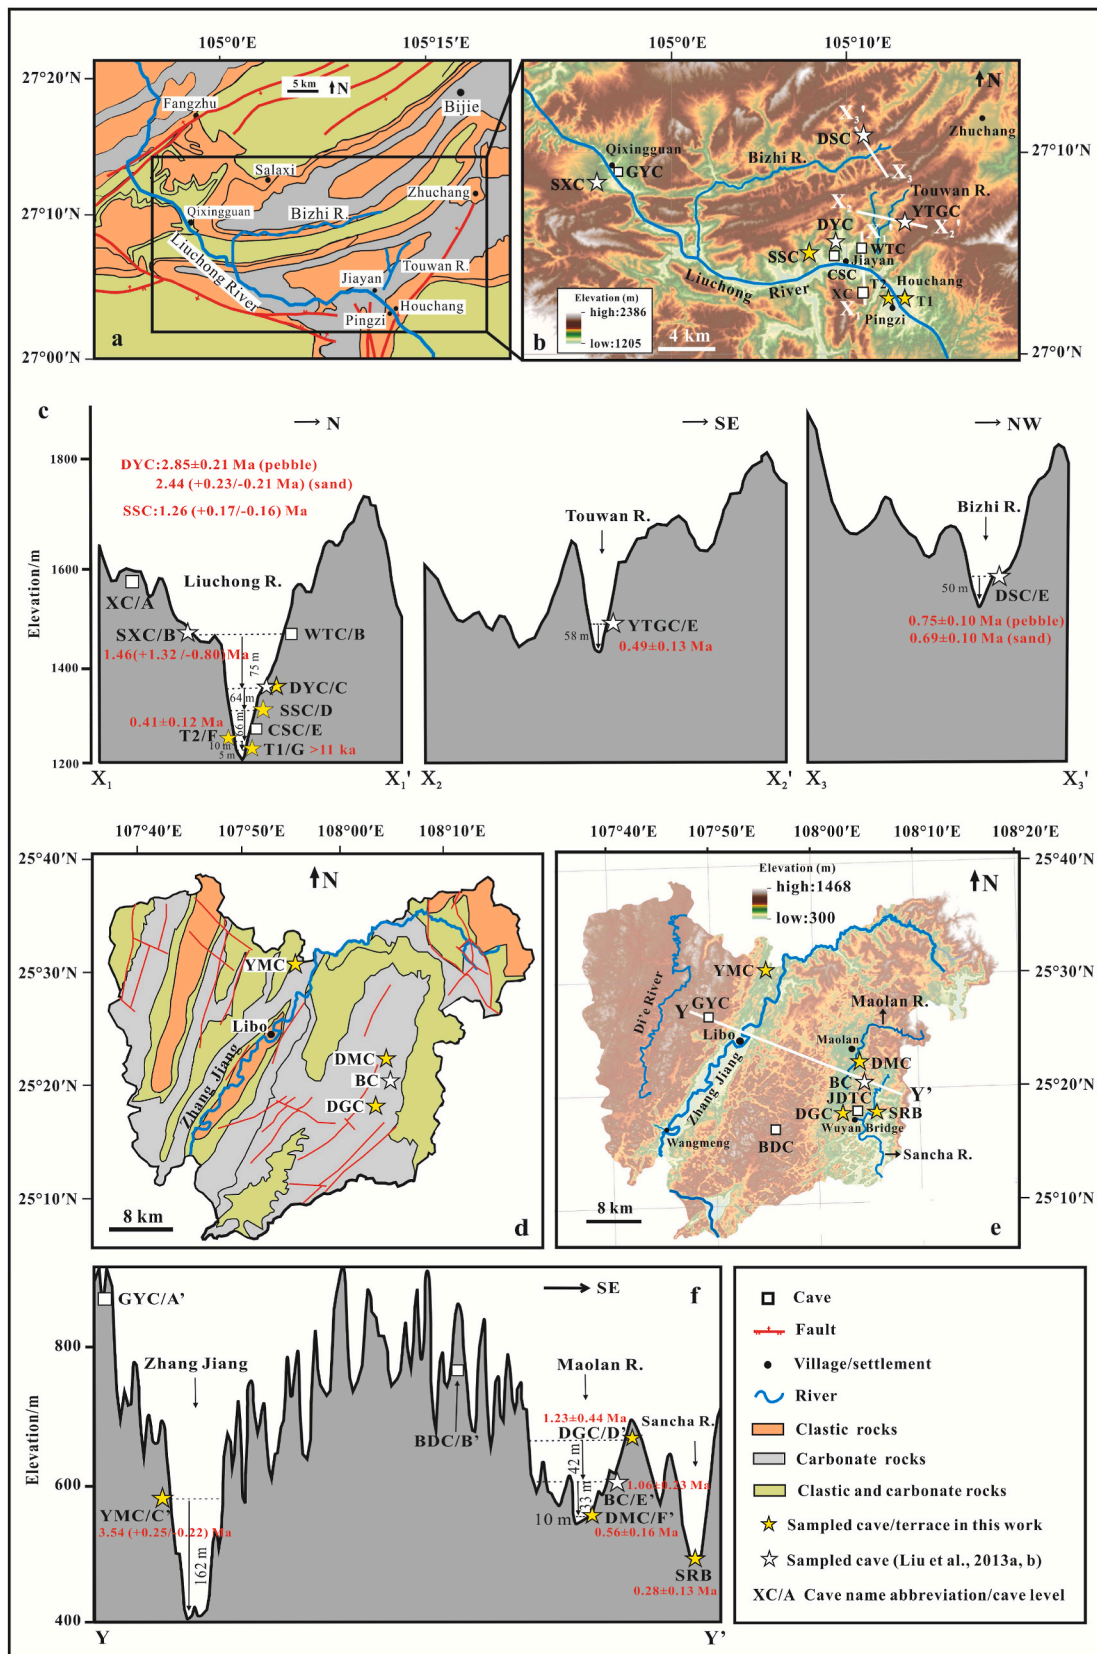 105°0′E
105°15′E
27°20′N
27°10′N
27°00′N
5 km
N
Fangzhu
Bijie
Salaxi
Zhuchang
Qixingguan
Bizhi R.
Liuchong River
Touwan R.
Jiayan
Houchang
Pingzi
a
105°0′E
105°10′E
27°10′N
27°0′N
N
X3′
DSC
Zhuchang
Qixingguan
GYC
Bizhi R.
X3
SXC
Touwan R.
X2
YTGC
X2′
DYC
X1′
WTC
SSC
Jiayan
CSC
Liuchong River
T2
Houchang
XC
T1
X1
Pingzi
Elevation (m)
high:2386
low:1205
4 km
b
c
Elevation/m
1800
1600
1400
1200
N
DYC:2.85±0.21 Ma (pebble)
2.44 (+0.23/-0.21 Ma) (sand)
SSC:1.26 (+0.17/-0.16) Ma
Liuchong R.
XC/A
SXC/B
WTC/B
1.46(+1.32 /-0.80)Ma
75 m
DYC/C
64 m
SSC/D
0.41±0.12 Ma
66 m
CSC/E
T2/F
10 m
T1/G >11 ka
5 m
X1
X1′
SE
Touwan R.
58 m
YTGC/E
0.49±0.13 Ma
X2
X2′
NW
Bizhi R.
50 m
DSC/E
0.75±0.10 Ma (pebble)
0.69±0.10 Ma (sand)
X3
X3′
107°40′E
107°50′E
108°00′E
108°10′E
25°40′N
25°30′N
25°20′N
25°10′N
N
YMC
Libo
DMC
BC
DGC
Zhang Jiang
8 km
d
107°40′E
107°50′E
108°00′E
108°10′E
108°20′E
25°40′N
25°30′N
25°20′N
25°10′N
Elevation (m)
high:1468
low:300
N
YMC
Di'e River
Y
GYC
Maolan R.
Libo
Maolan
DMC
BC
Y'
Zhang Jiang
JDTC
DGC
SRB
Wuyan Bridge
Wangmeng
BDC
Sancha R.
8 km
e
f
SE
Elevation/m
800
600
400
GYC/A'
Zhang Jiang
Maolan R.
BDC/B'
1.23±0.44 Ma
Sancha R.
DGC/D'
42 m
YMC/C'
1.06±0.23 Ma
BC/E'
33 m
10 m
DMC/F'
3.54 (+0.25/-0.22) Ma
0.56±0.16 Ma
162 m
SRB
0.28±0.13 Ma
Y
Y'
Cave
Fault
Village/settlement
River
Clastic rocks
Carbonate rocks
Clastic and carbonate rocks
Sampled cave/terrace in this work
Sampled cave (Liu et al., 2013a, b)
XC/A Cave name abbreviation/cave level